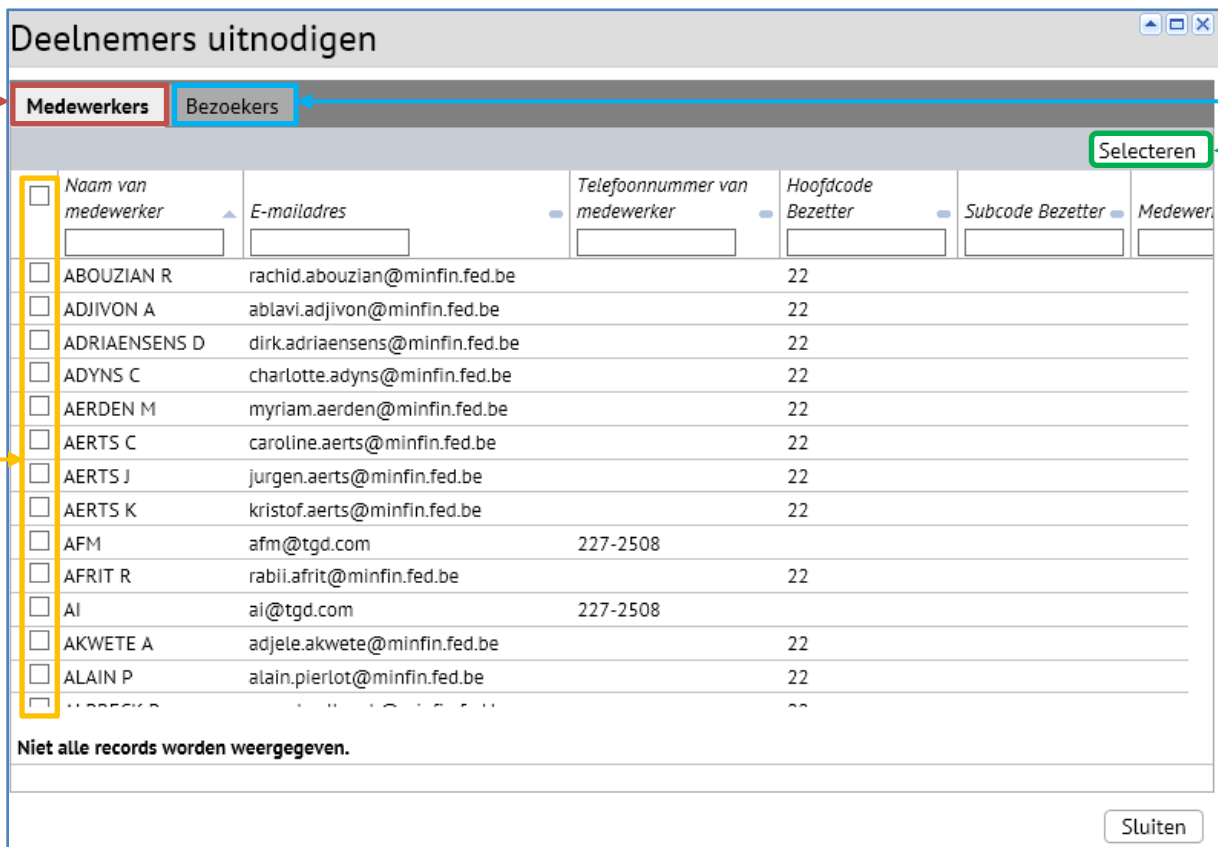 Deelnemers uitnodigen
Medewerkers Bezoekers
Selecteren
Naam van medewerker E-mailadres Telefoonnummer van medewerker Hoofdcode Bezetter Subcode Bezetter Medewer
ABOUZIAN R rachid.abouzian@minfin.fed.be 22
ADJIVON A ablavi.adjivon@minfin.fed.be 22
ADRIAENSENS D dirk.adriaensens@minfin.fed.be 22
ADYNS C charlotte.adyns@minfin.fed.be 22
AERDEN M myriam.aerden@minfin.fed.be 22
AERTS C caroline.aerts@minfin.fed.be 22
AERTS J jurgen.aerts@minfin.fed.be 22
AERTS K kristof.aerts@minfin.fed.be 22
AFM afm@tgd.com 227-2508
AFRIT R rabii.afrit@minfin.fed.be 22
AI ai@tgd.com 227-2508
AKWETE A adjele.akwete@minfin.fed.be 22
ALAIN P alain.pierlot@minfin.fed.be 22
Niet alle records worden weergegeven.
Sluiten